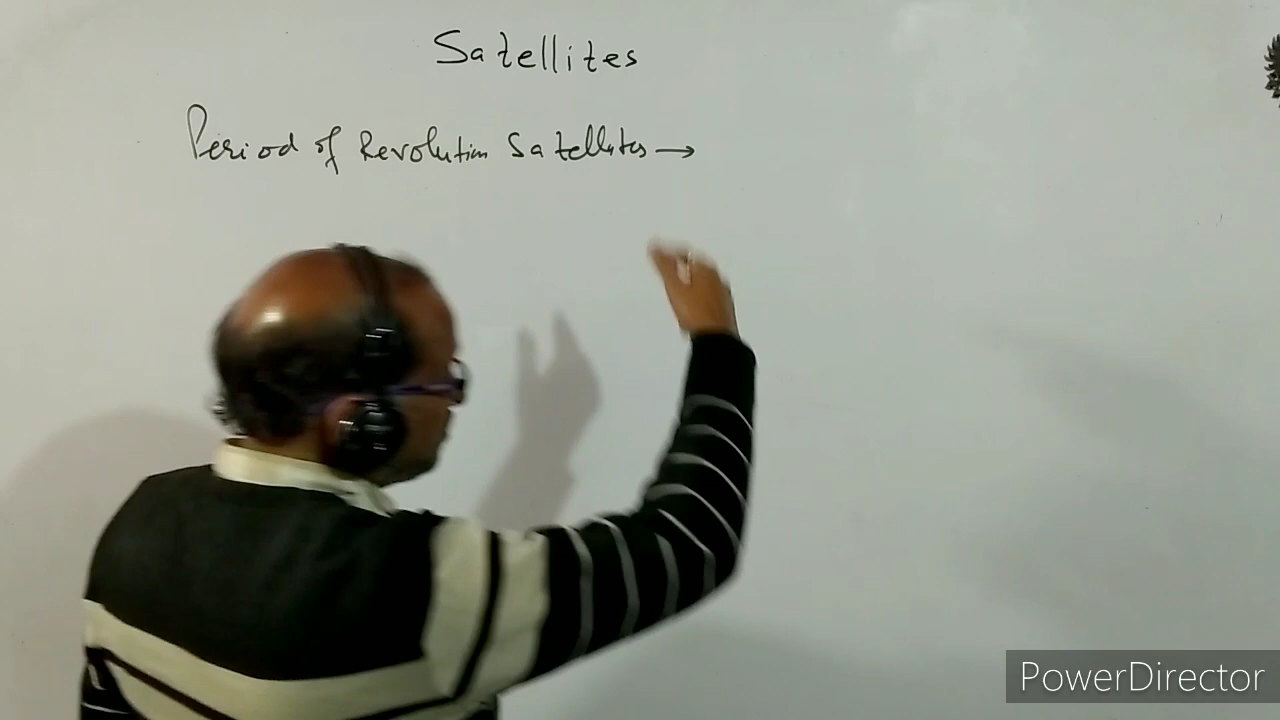 Satellites
Period of Revolution Satellites →
PowerDirector